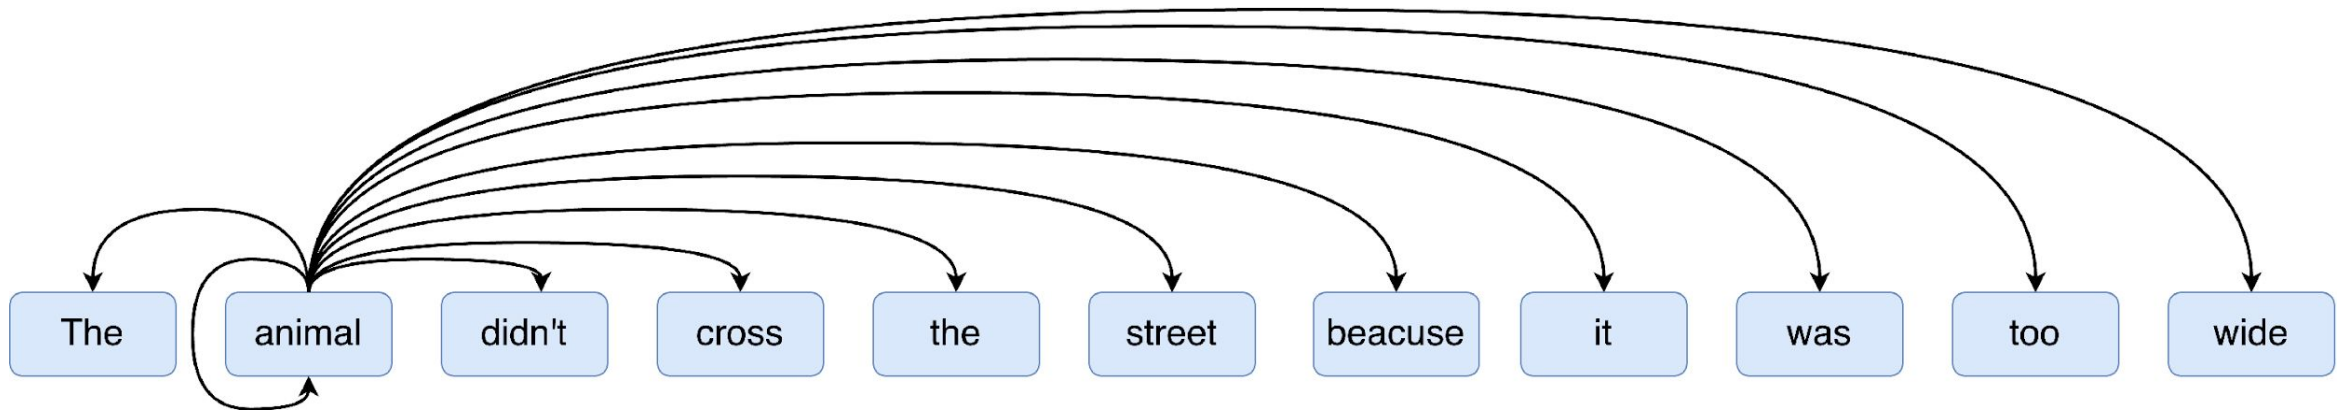 The animal didn't cross the street beacuse it was too wide